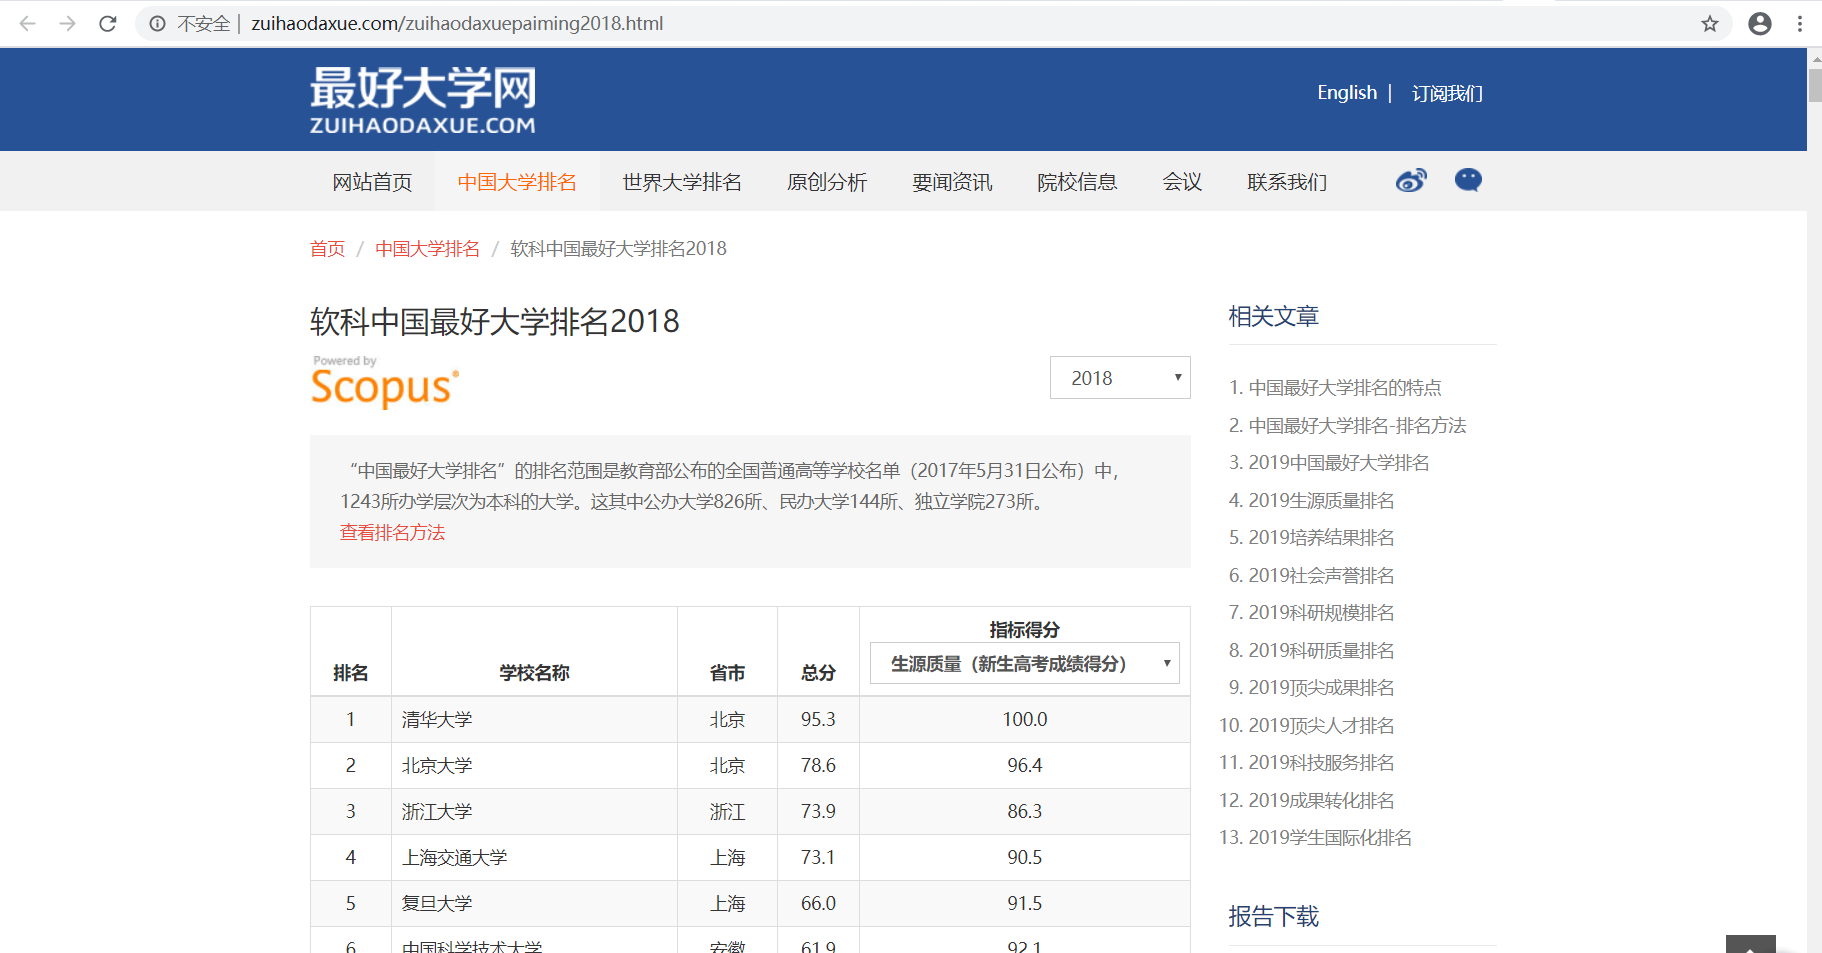 不安全 | zuihaodaxue.com/zuihaodaxuepaiming2018.html
最好大学网
ZUIHAODAXUE.COM
English | 订阅我们
网站首页 中国大学排名 世界大学排名 原创分析 要闻资讯 院校信息 会议 联系我们
首页 / 中国大学排名 / 软科中国最好大学排名2018
软科中国最好大学排名2018
Powered by
Scopus®
2018
“中国最好大学排名”的排名范围是教育部公布的全国普通高等学校名单（2017年5月31日公布）中，
1243所办学层次为本科的大学。这其中公办大学826所、民办大学144所、独立学院273所。
查看排名方法
排名 学校名称 省市 总分 指标得分
生源质量（新生高考成绩得分）
1 清华大学 北京 95.3 100.0
2 北京大学 北京 78.6 96.4
3 浙江大学 浙江 73.9 86.3
4 上海交通大学 上海 73.1 90.5
5 复旦大学 上海 66.0 91.5
6 中国科学技术大学 安徽 61.9 92.1
相关文章
1. 中国最好大学排名的特点
2. 中国最好大学排名-排名方法
3. 2019中国最好大学排名
4. 2019生源质量排名
5. 2019培养结果排名
6. 2019社会声誉排名
7. 2019科研规模排名
8. 2019科研质量排名
9. 2019顶尖成果排名
10. 2019顶尖人才排名
11. 2019科技服务排名
12. 2019成果转化排名
13. 2019学生国际化排名
报告下载